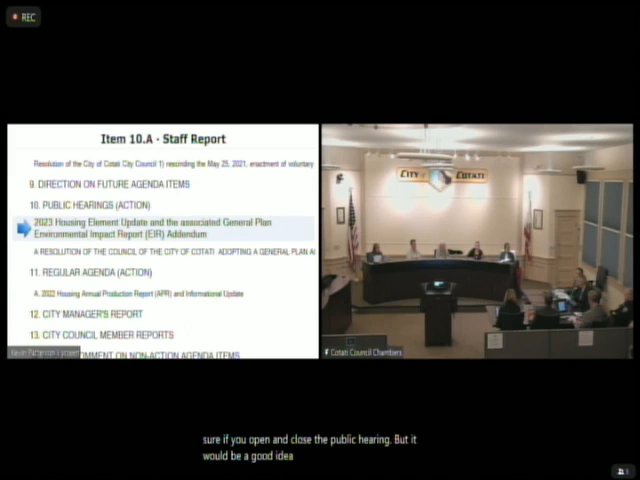 REC
Item 10.A - Staff Report
Resolution of the City of Cotati City Council 1) rescinding the May 25, 2021, enactment of voluntary
9. DIRECTION ON FUTURE AGENDA ITEMS
10. PUBLIC HEARINGS (ACTION)
2023 Housing Element Update and the associated General Plan
Environmental Impact Report (EIR) Addendum
A RESOLUTION OF THE COUNCIL OF THE CITY OF COTATI ADOPTING A GENERAL PLAN A
11. REGULAR AGENDA (ACTION)
A. 2022 Housing Annual Production Report (APR) and Informational Update
12. CITY MANAGER'S REPORT
13. CITY COUNCIL MEMBER REPORTS
OMMENT ON NON-ACTION AGENDA ITEMS
CITY OF COTATI
Cotati Council Chambers
sure if you open and close the public hearing. But it
would be a good idea